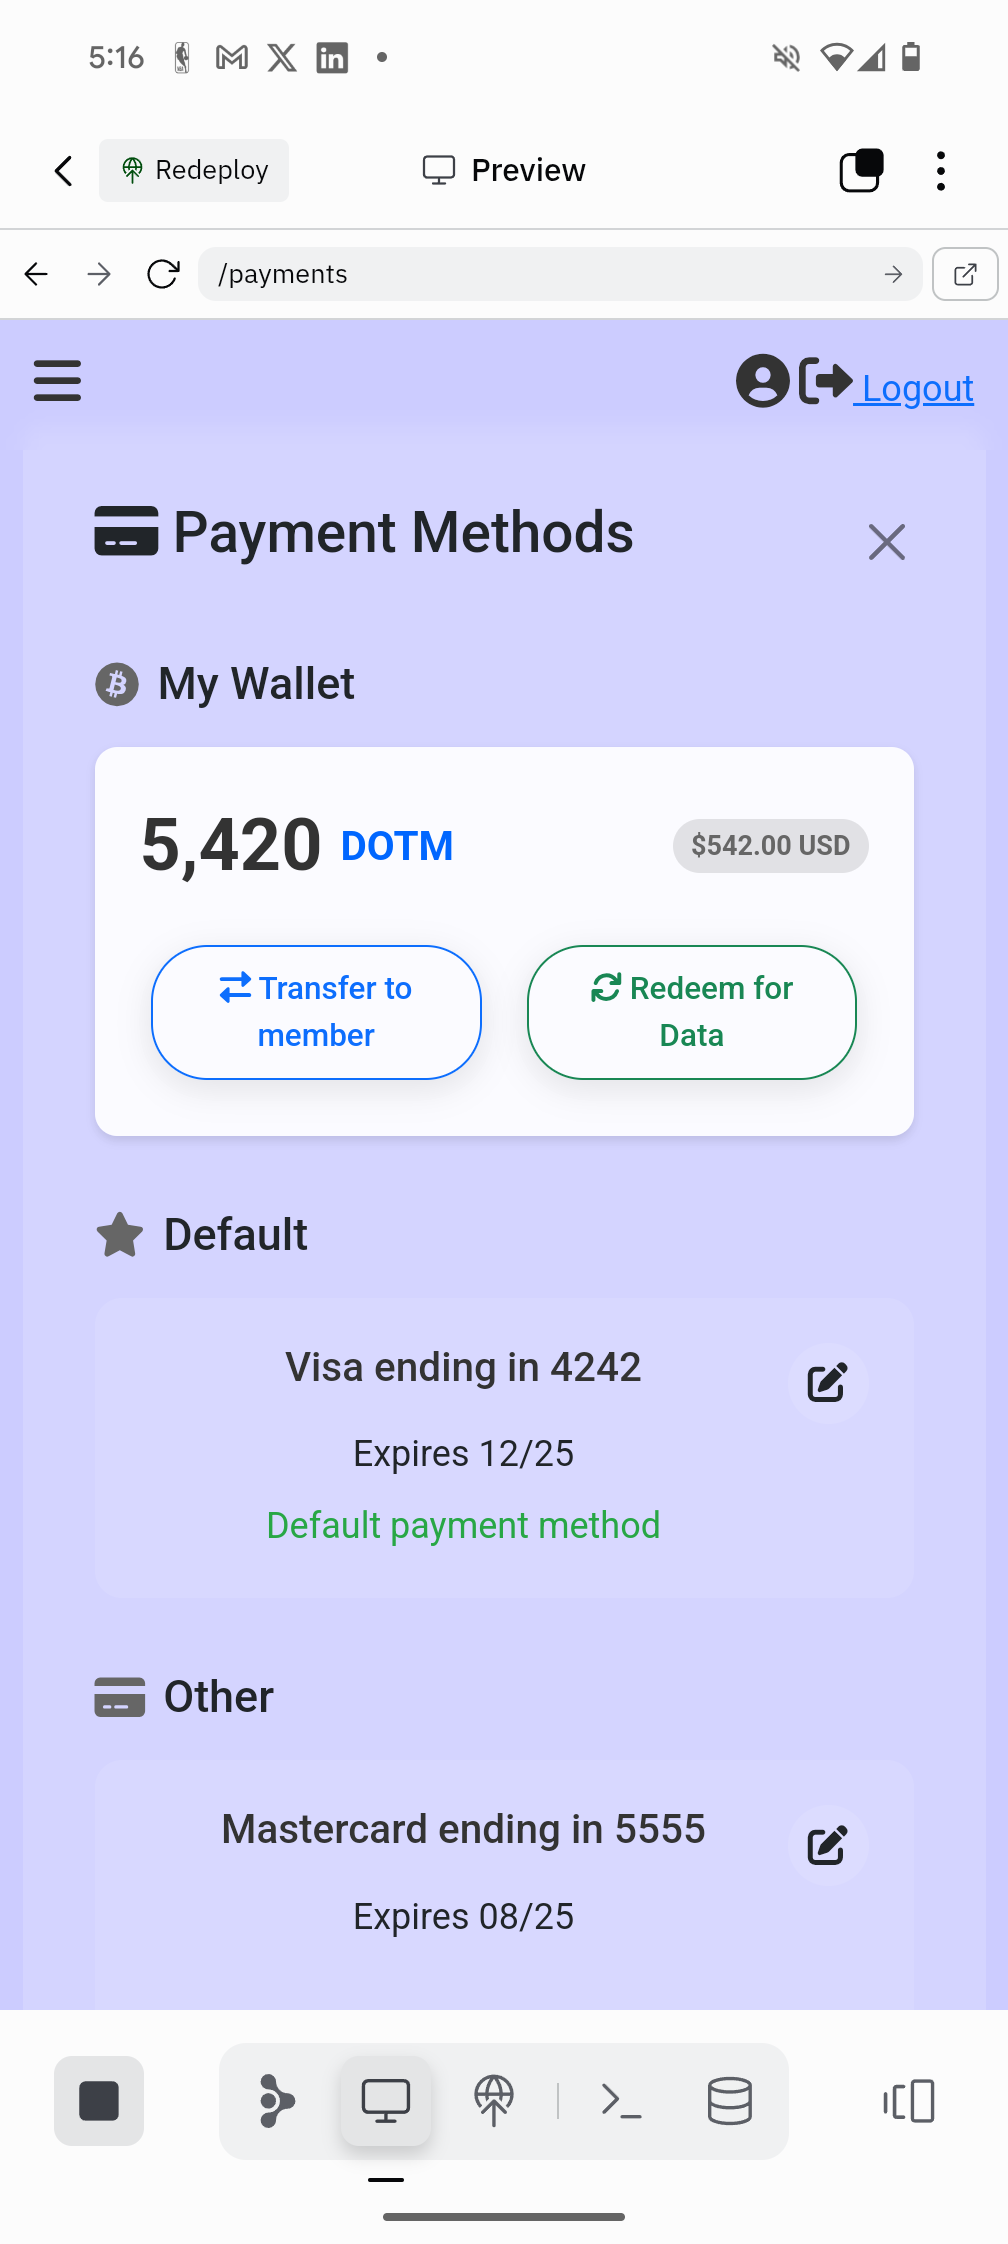 5:16
Redeploy
Preview
/payments
Logout
Payment Methods
My Wallet
5,420 DOTM
$542.00 USD
Transfer to
member
Redeem for
Data
Default
Visa ending in 4242
Expires 12/25
Default payment method
Other
Mastercard ending in 5555
Expires 08/25